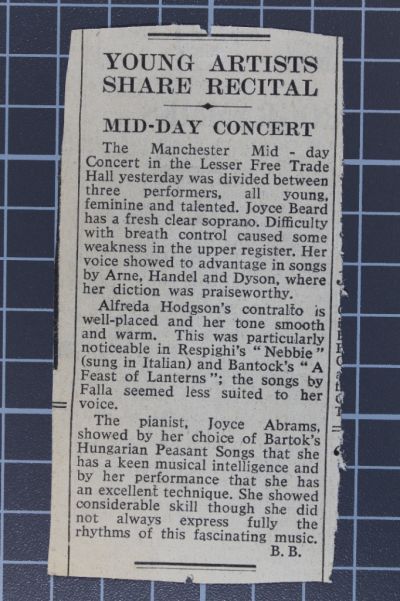 YOUNG ARTISTS
SHARE RECITAL
MID-DAY CONCERT
The Manchester Mid - day
Concert in the Lesser Free Trade
Hall yesterday was divided between
three performers, all young,
feminine and talented. Joyce Beard
has a fresh clear soprano. Difficulty
with breath control caused some
weakness in the upper register. Her
voice showed to advantage in songs
by Arne, Handel and Dyson, where
her diction was praiseworthy.
Alfreda Hodgson's contralto is
well-placed and her tone smooth
and warm. This was particularly
noticeable in Respighi's “Nebbie”
(sung in Italian) and Bantock's “A
Feast of Lanterns”; the songs by
Falla seemed less suited to her
voice.
The pianist, Joyce Abrams,
showed by her choice of Bartok's
Hungarian Peasant Songs that she
has a keen musical intelligence and
by her performance that she has
an excellent technique. She showed
considerable skill though she did
not always express fully the
rhythms of this fascinating music.
B. B.